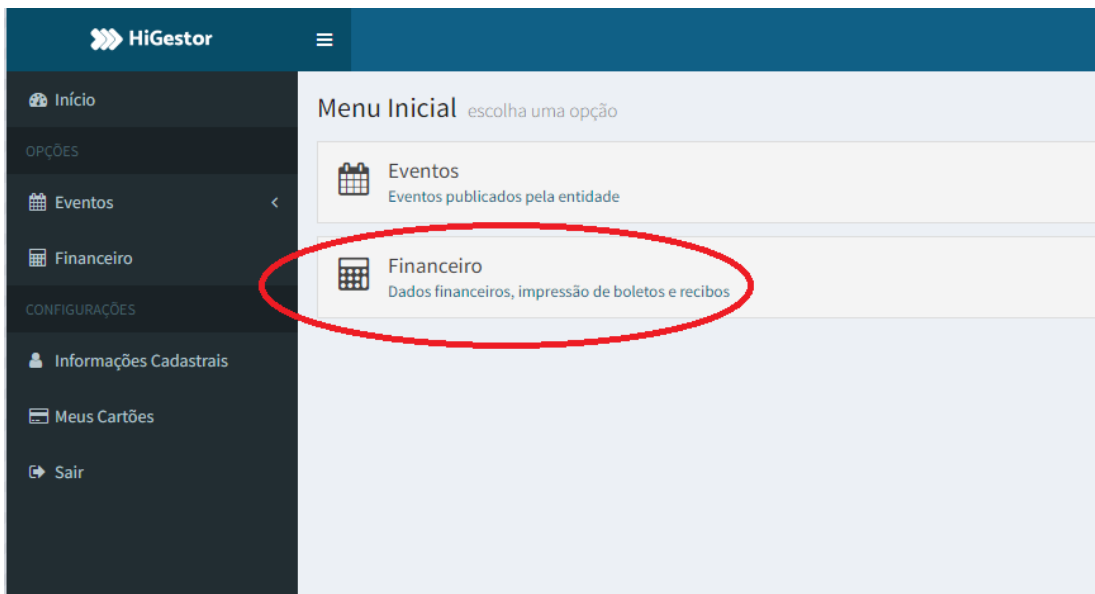 HiGestor
Início
OPÇÕES
Eventos
Financeiro
CONFIGURAÇÕES
Informações Cadastrais
Meus Cartões
Sair
Menu Inicial escolha uma opção
Eventos
Eventos publicados pela entidade
Financeiro
Dados financeiros, impressão de boletos e recibos